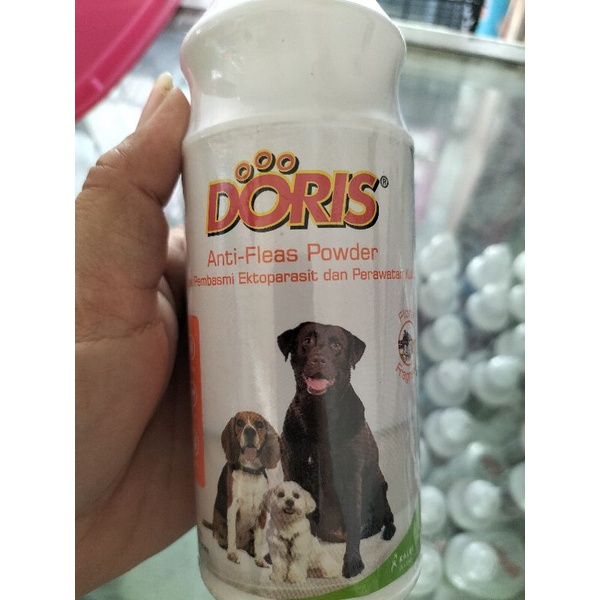 DORIS®
Anti-Fleas Powder
Pembasmi Ektoparasit dan Perawatan